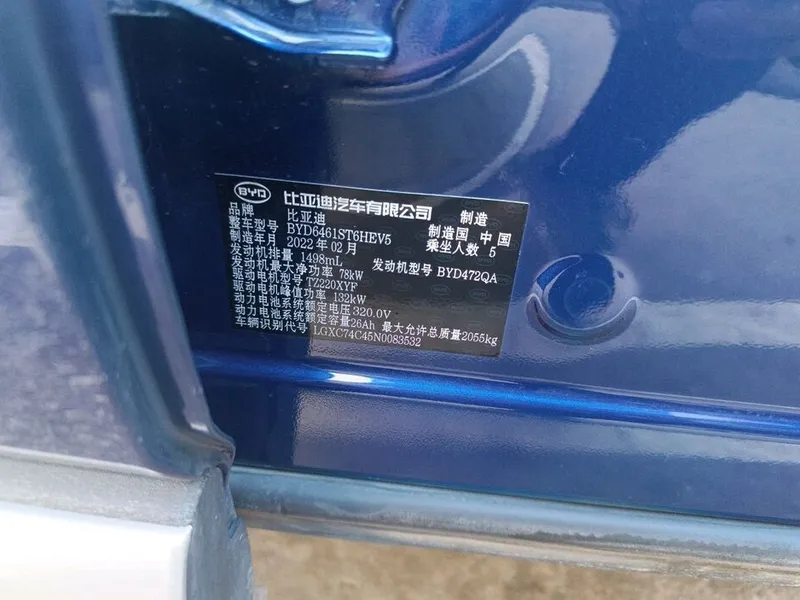 BYD 比亚迪汽车有限公司 制造
品牌 比亚迪 制造国 中国
整车型号 BYD6461ST6HEV5 乘坐人数 5
制造年月 2022年02月
发动机排量 1498mL 发动机型号 BYD472QA
发动机最大净功率 78kW
驱动电机型号 TZ220XYF
驱动电机峰值功率 132kW
动力电池系统额定电压320.0V
动力电池系统额定容量26Ah 最大允许总质量2055kg
车辆识别代号 LGXC74C45N0083532